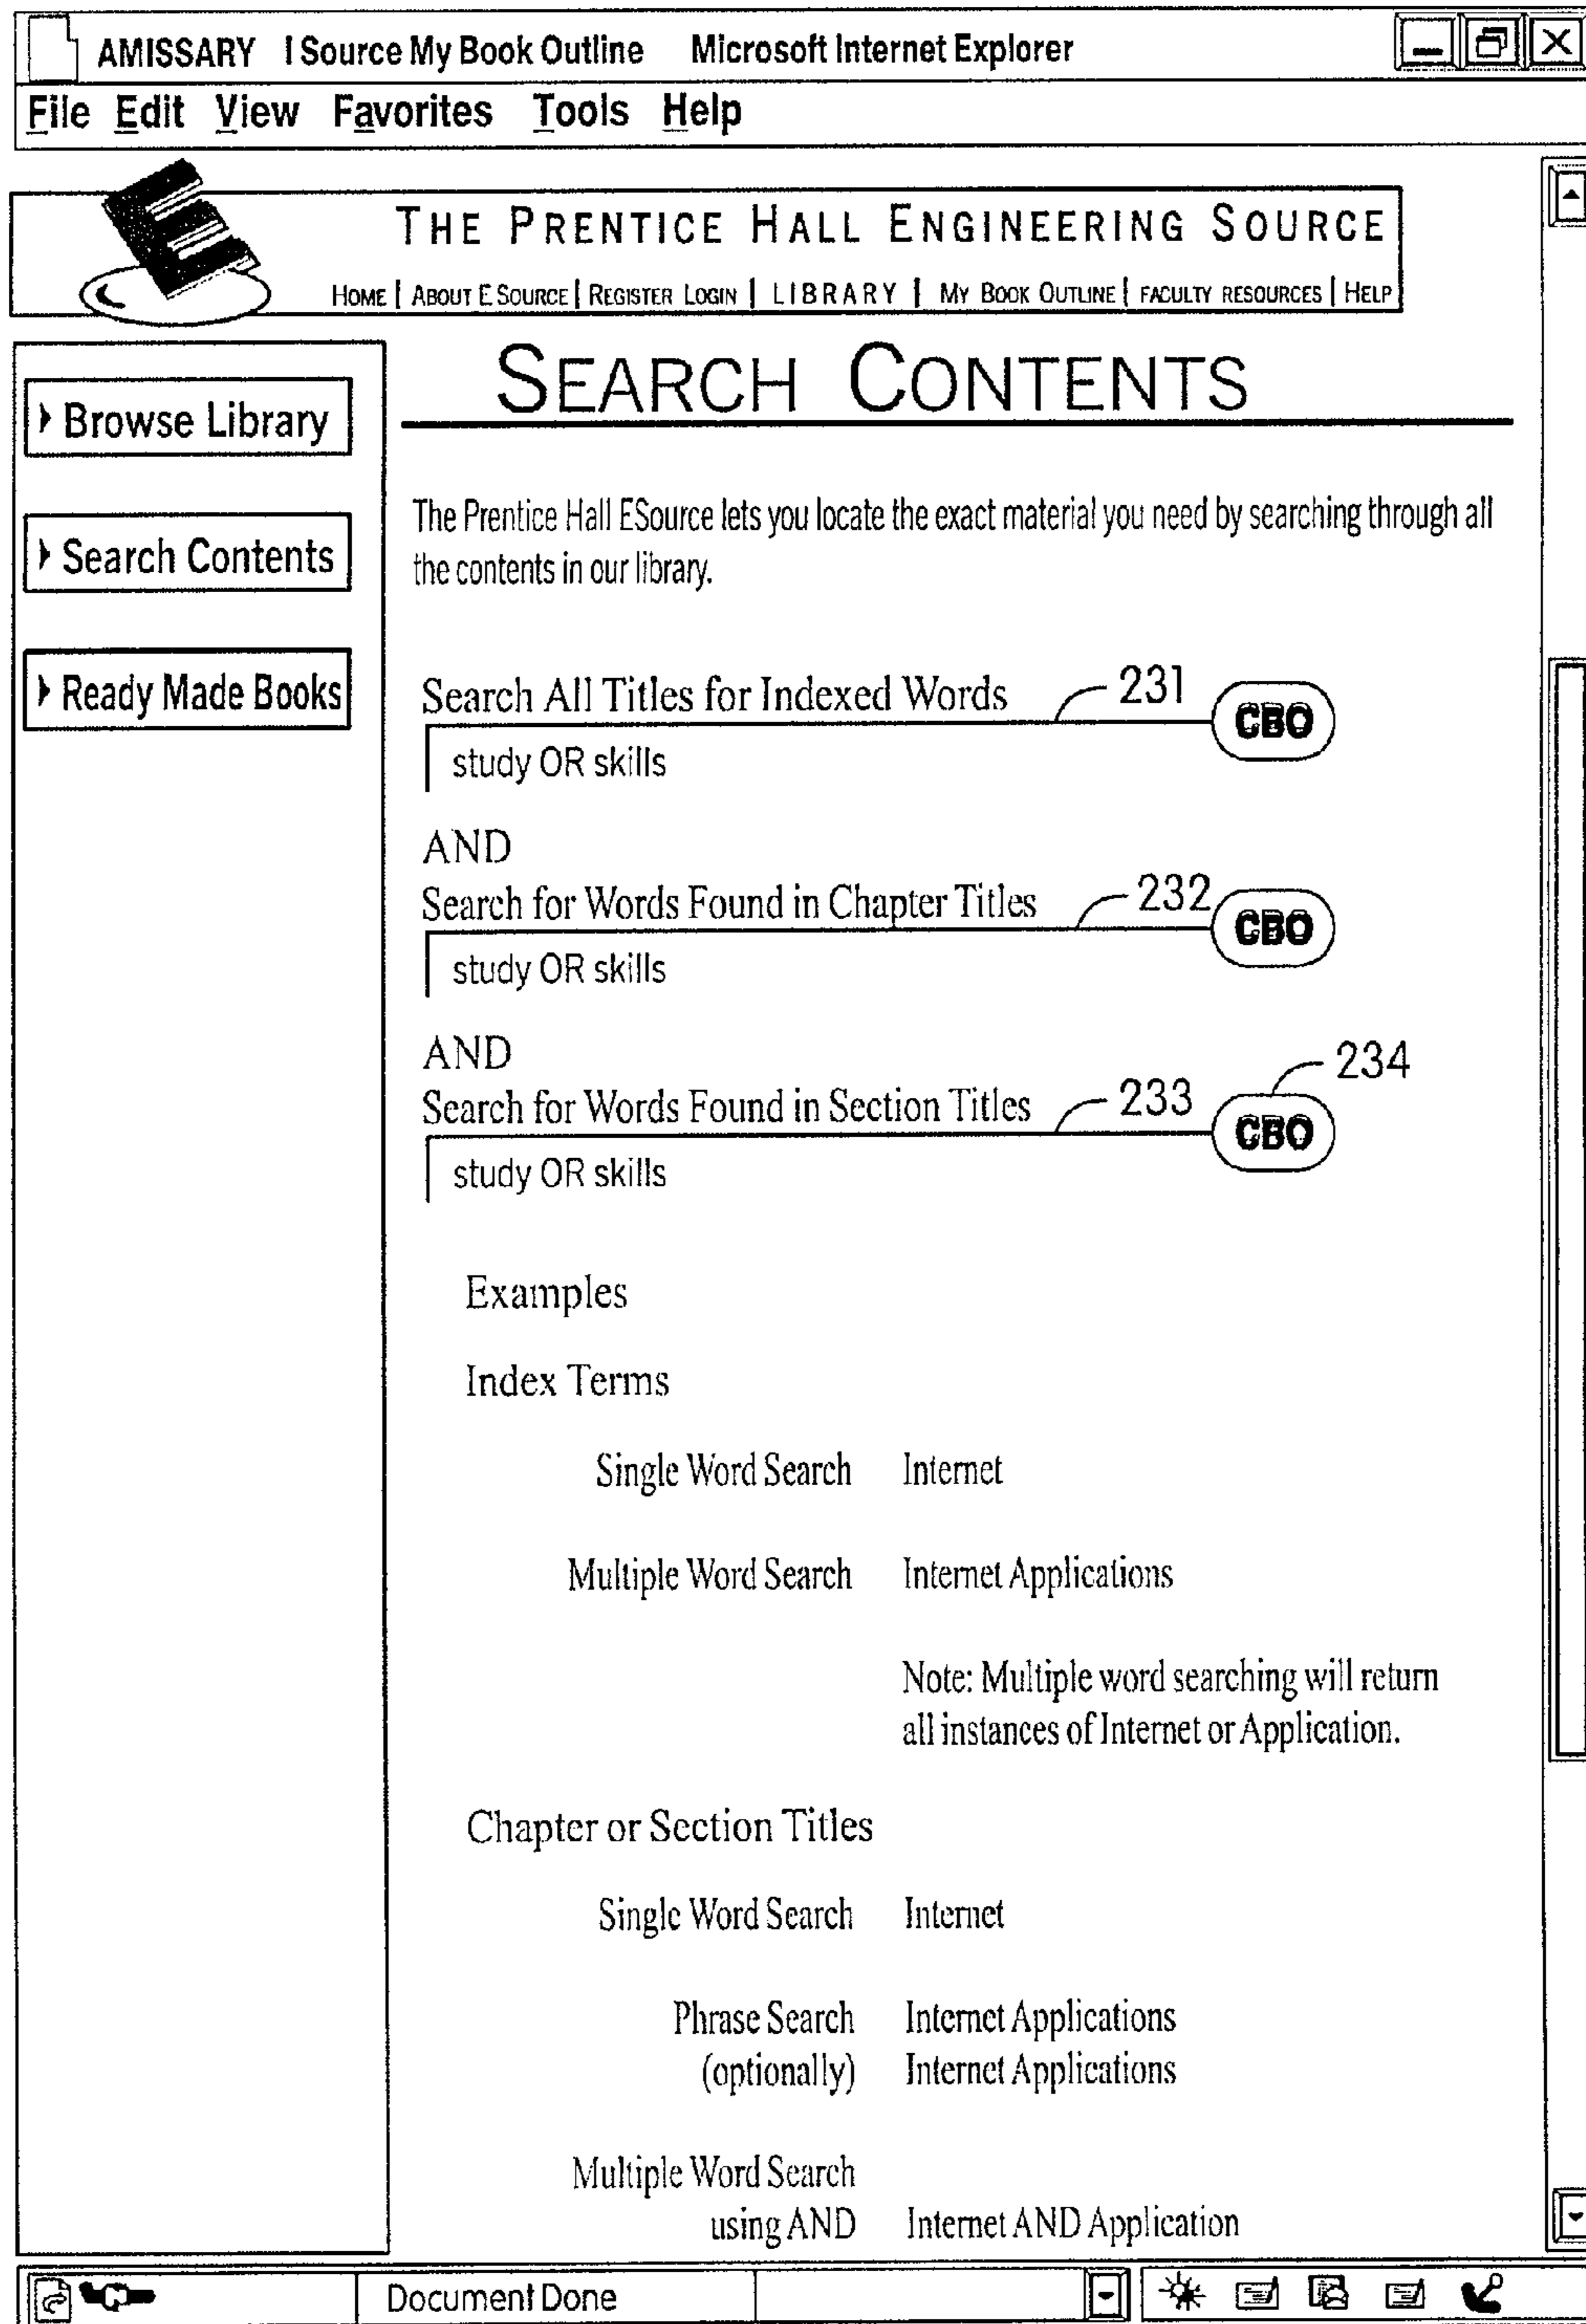 AMISSARY I Source My Book Outline Microsoft Internet Explorer
File Edit View Favorites Tools Help
THE PRENTICE HALL ENGINEERING SOURCE
HOME | ABOUT E SOURCE | REGISTER LOGIN | LIBRARY | MY BOOK OUTLINE | FACULTY RESOURCES | HELP
SEARCH CONTENTS
Browse Library
Search Contents
Ready Made Books
The Prentice Hall ESource lets you locate the exact material you need by searching through all
the contents in our library.
Search All Titles for Indexed Words 231 CBO
study OR skills
AND
Search for Words Found in Chapter Titles 232 CBO
study OR skills
AND
234
Search for Words Found in Section Titles 233 CBO
study OR skills
Examples
Index Terms
Single Word Search Internet
Multiple Word Search Internet Applications
Note: Multiple word searching will return
all instances of Internet or Application.
Chapter or Section Titles
Single Word Search Internet
Phrase Search Internet Applications
(optionally) Internet Applications
Multiple Word Search
using AND Internet AND Application
Document Done